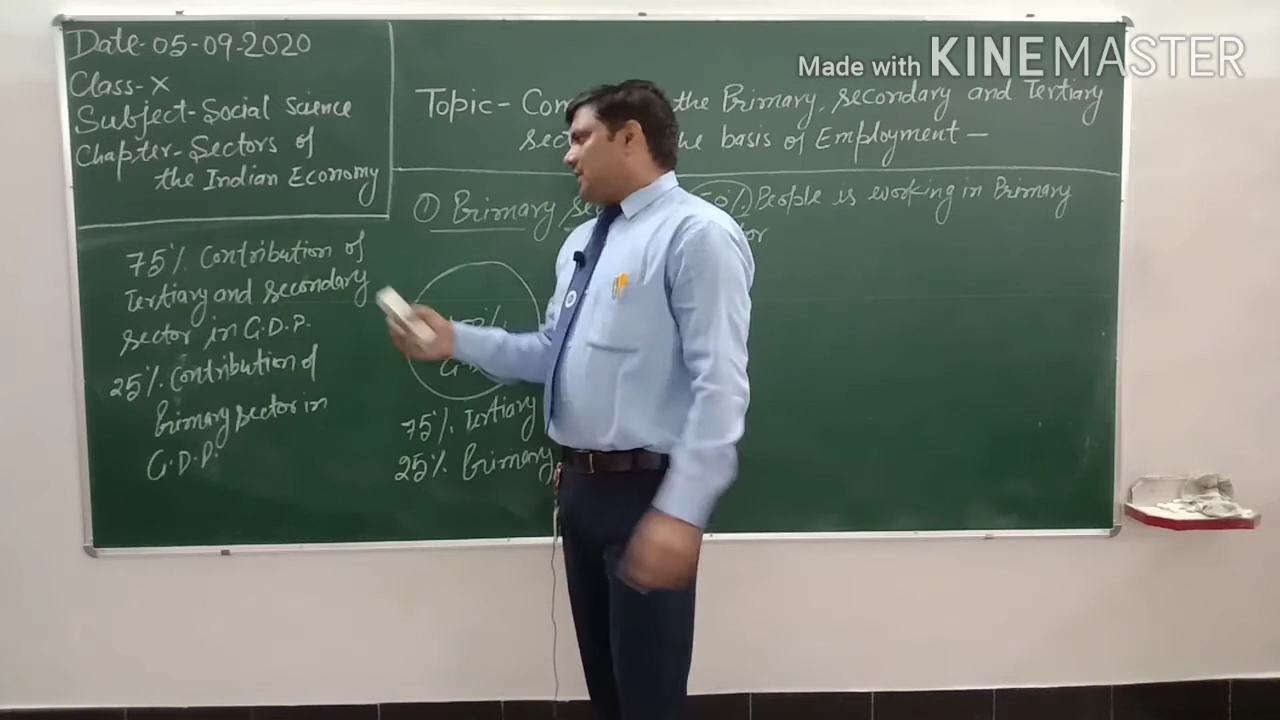 Made with KINEMASTER
Date-05-09-2020
Class-X
Subject-Social Science
Chapter-Sectors of
the Indian Economy
Topic- the Primary, secondary and Tertiary
basis of Employment-
① Primary 50% People is working in Primary
75% Contribution of
Tertiary and secondary
sector in G.D.P.
25% Contribution of
Primary sector in
G.D.P.
75% Tertiary
25% Primary